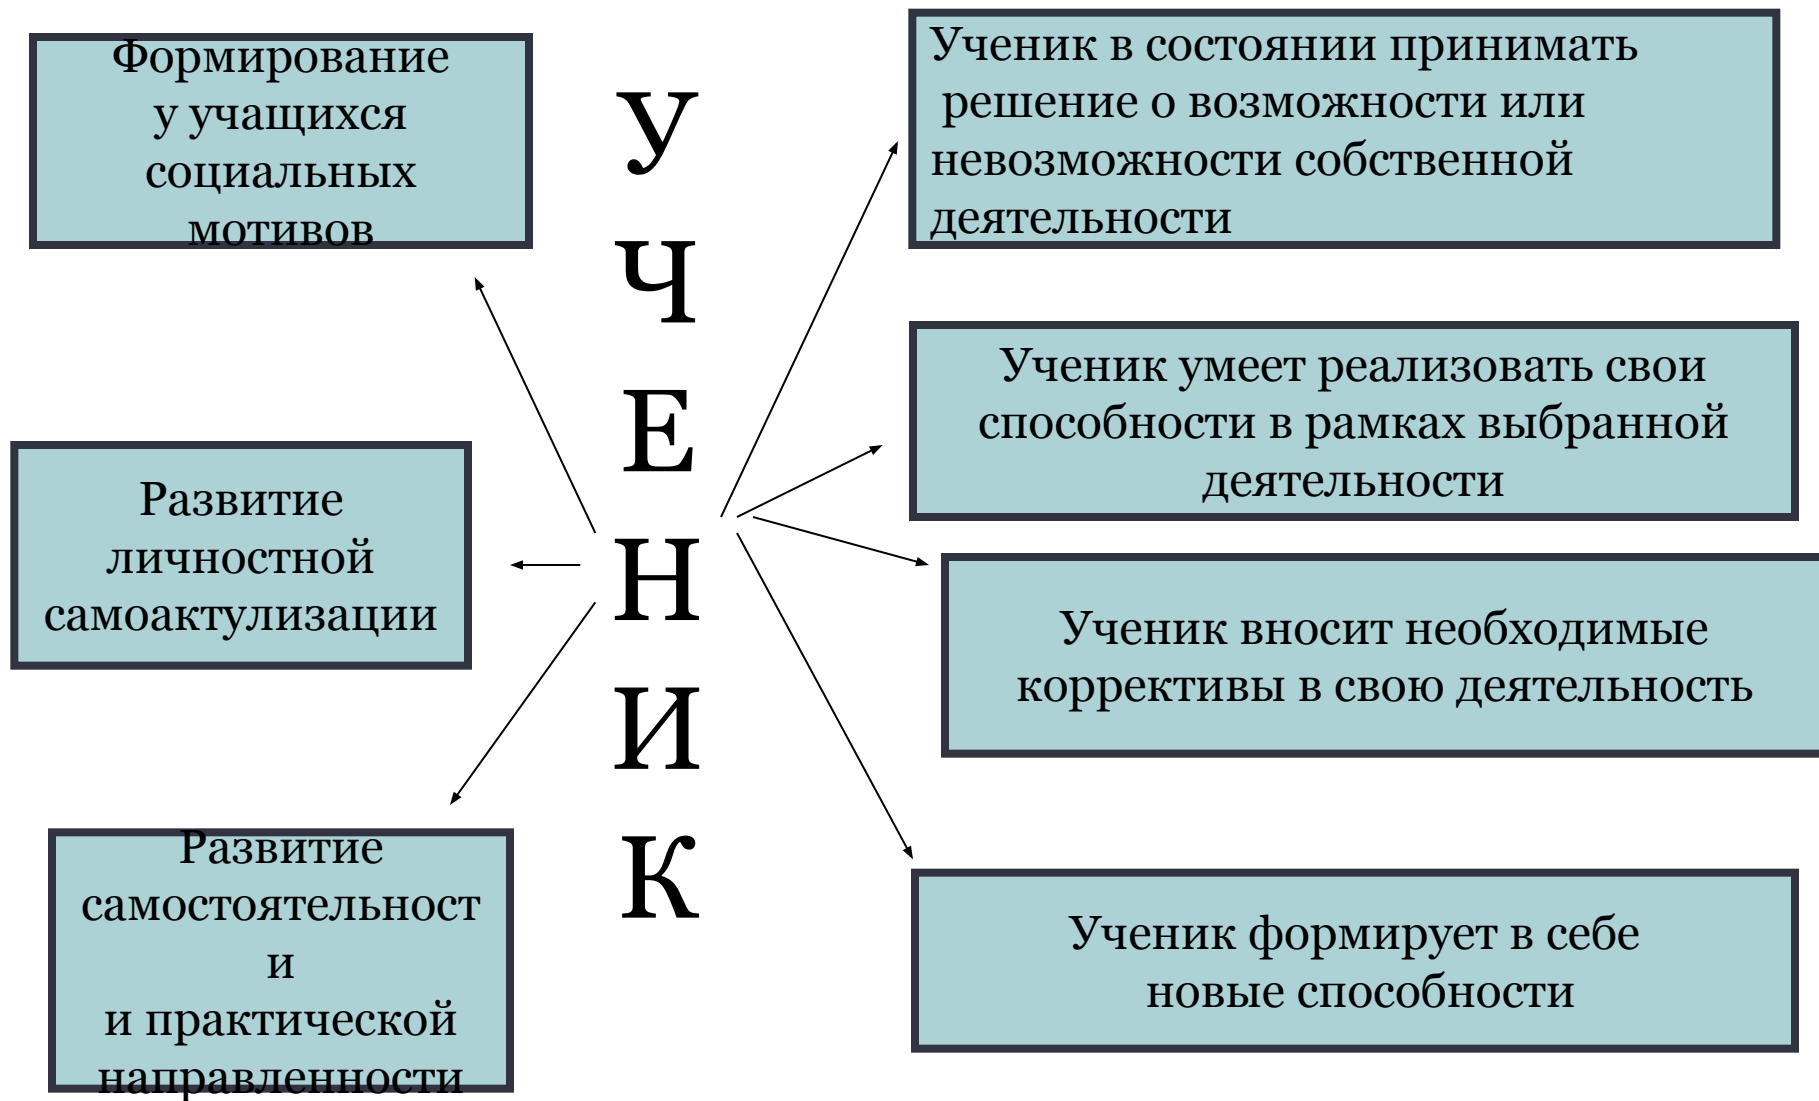 Формирование
у учащихся
социальных
мотивов
Развитие
личностной
самоактулизации
Развитие
самостоятельност
и
и практической
направленности
У
Ч
Е
Н
И
К
Ученик в состоянии принимать
решение о возможности или
невозможности собственной
деятельности
Ученик умеет реализовать свои
способности в рамках выбранной
деятельности
Ученик вносит необходимые
коррективы в свою деятельность
Ученик формирует в себе
новые способности